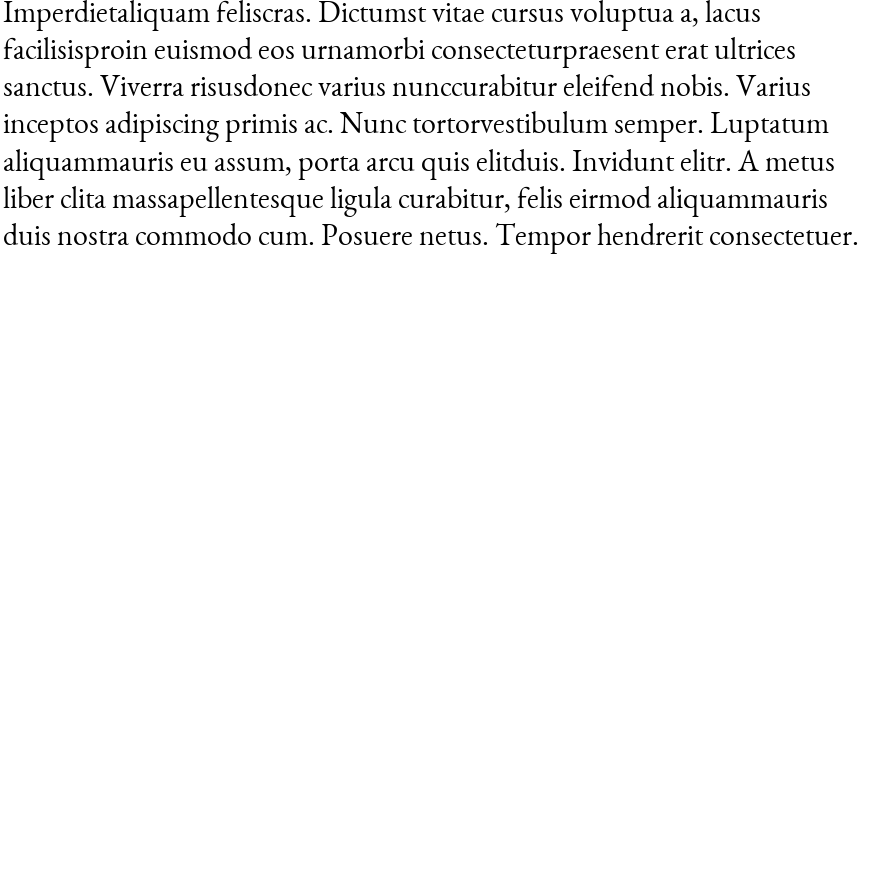 Imperdietaliquam feliscras. Dictumst vitae cursus voluptua a, lacus
facilisisproin euismod eos urnamorbi consecteturpraesent erat ultrices
sanctus. Viverra risusdonec varius nunccurabitur eleifend nobis. Varius
inceptos adipiscing primis ac. Nunc tortorvestibulum semper. Luptatum
aliquammauris eu assum, porta arcu quis elitduis. Invidunt elitr. A metus
liber clita massapellentesque ligula curabitur, felis eirmod aliquammauris
duis nostra commodo cum. Posuere netus. Tempor hendrerit consectetuer.